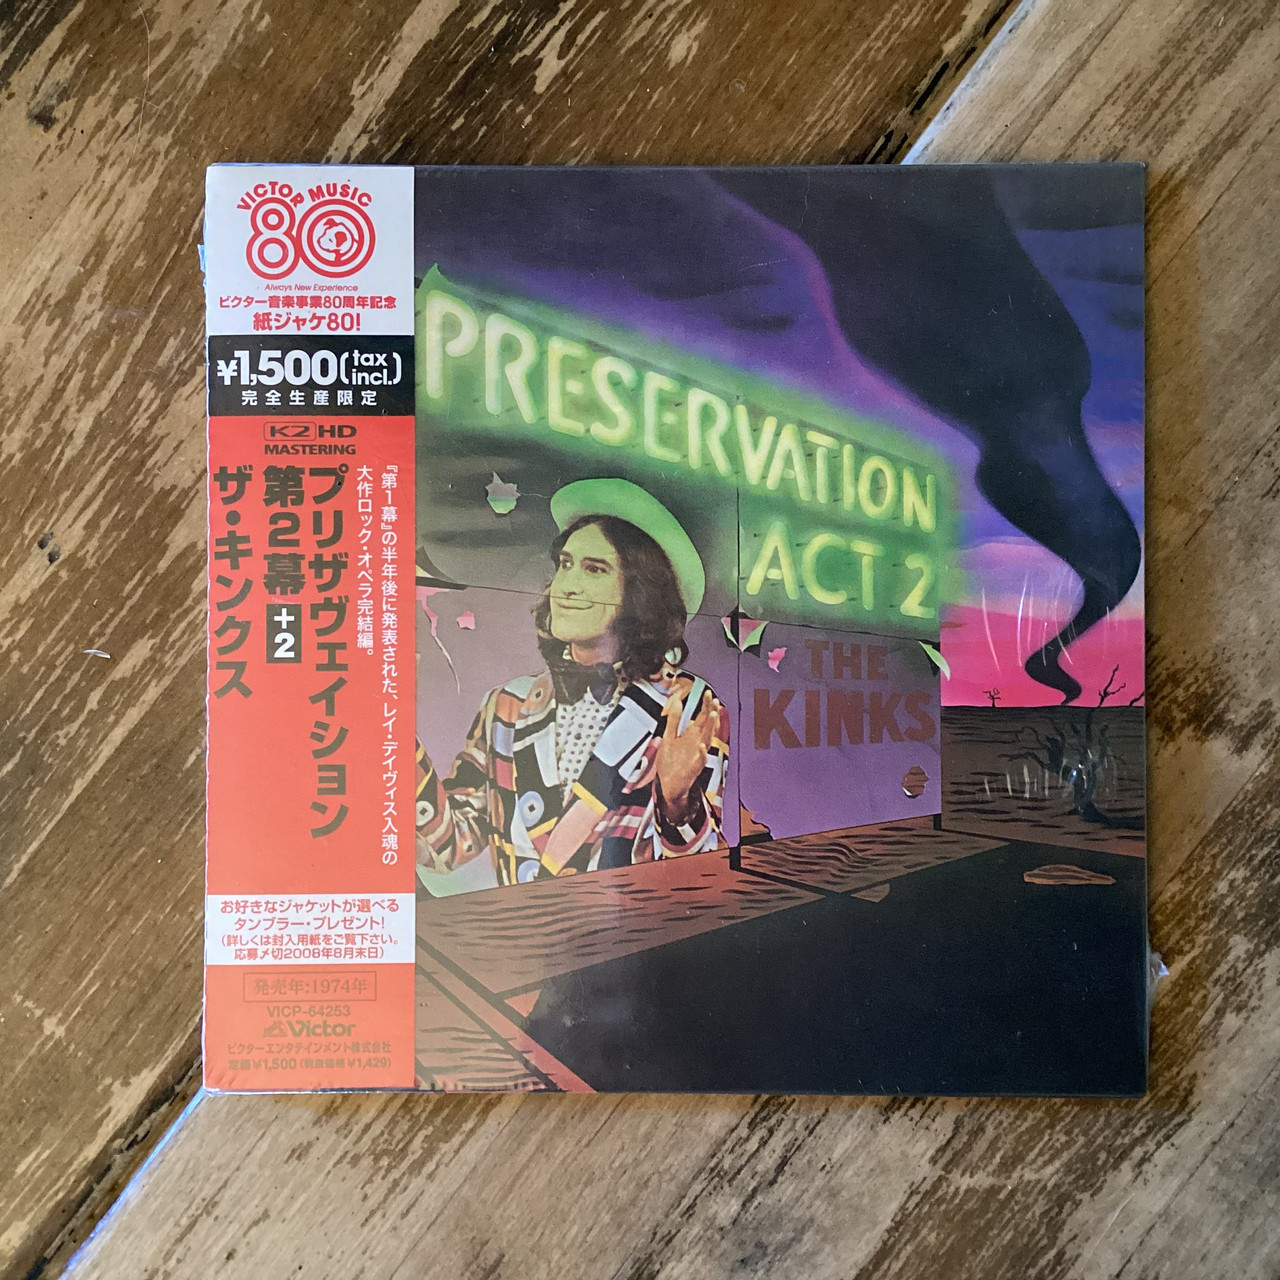 VICTOR MUSIC
80
Always New Experience
ビクター音楽事業80周年記念
紙ジャケ80!
¥1,500(tax incl.)
完全生産限定
K2 HD
MASTERING
『第1幕』の半年後に発表された、レイ・デイヴィス入魂の
大作ロック・オペラ完結編。
プリザヴェイション
第2幕 +2
ザ・キンクス
お好きなジャケットが選べる
タンブラー・プレゼント!
(詳しくは封入用紙をご覧下さい。
応募〆切2008年8月末日)
発売年:1974年
VICP-64253
Victor
ビクターエンタテインメント株式会社
定価¥1,500(税抜価格¥1,429)
PRESERVATION
ACT 2
THE
KINKS